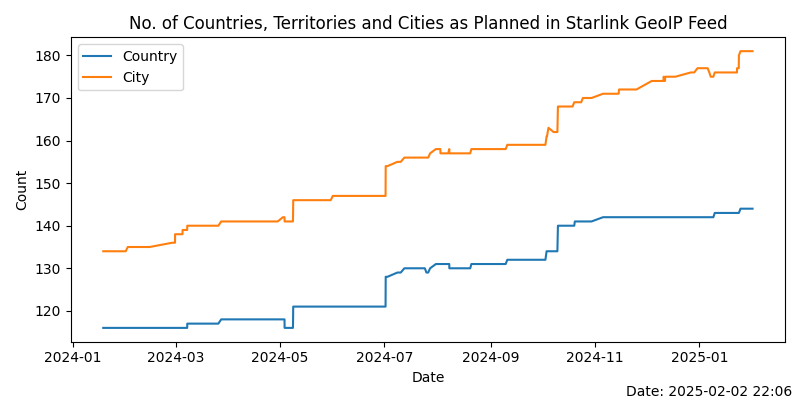 No. of Countries, Territories and Cities as Planned in Starlink GeoIP Feed
Country
City
180
170
160
150
140
130
120
Count
2024-01
2024-03
2024-05
2024-07
2024-09
2024-11
2025-01
Date
Date: 2025-02-02 22:06